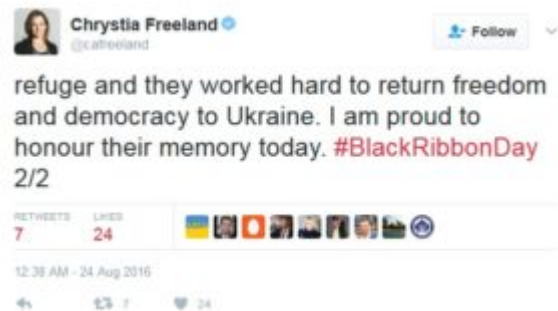 Chrystia Freeland
@cafreeland
Follow
refuge and they worked hard to return freedom
and democracy to Ukraine. I am proud to
honour their memory today. #BlackRibbonDay
2/2
RETWEETS LIKES
7 24
12:38 AM - 24 Aug 2016
7 24